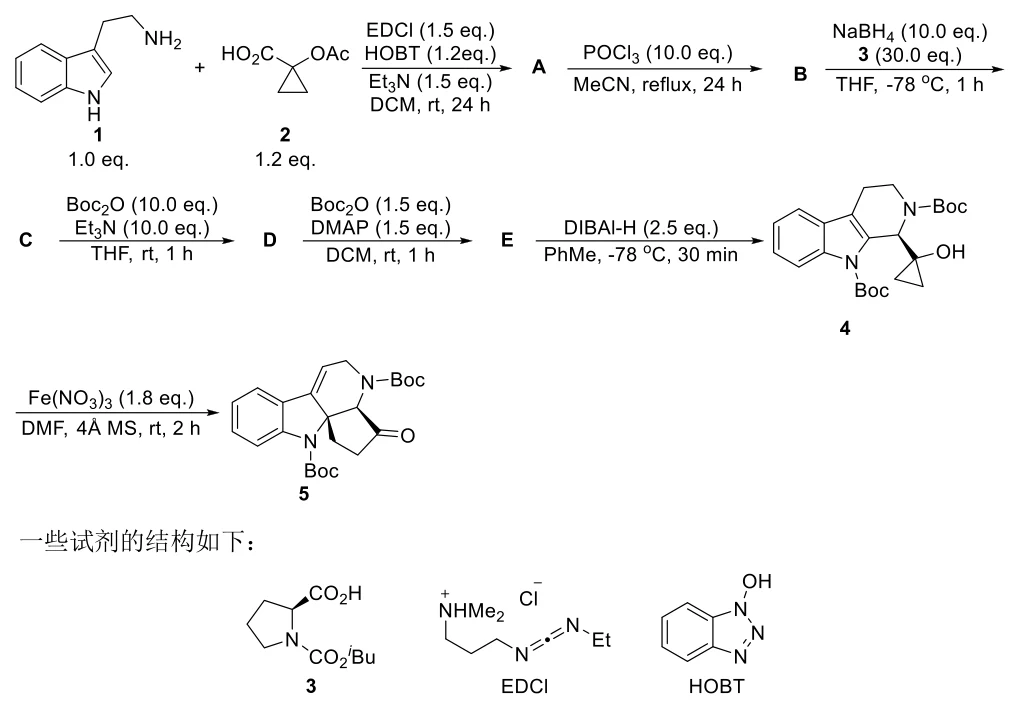 NH2
N
H
1
1.0 eq.
+
HO2C OAc
2
1.2 eq.
EDCl (1.5 eq.)
HOBT (1.2eq.)
Et3N (1.5 eq.)
DCM, rt, 24 h
A
POCl3 (10.0 eq.)
MeCN, reflux, 24 h
B
NaBH4 (10.0 eq.)
3 (30.0 eq.)
THF, -78 °C, 1 h
C
Boc2O (10.0 eq.)
Et3N (10.0 eq.)
THF, rt, 1 h
D
Boc2O (1.5 eq.)
DMAP (1.5 eq.)
DCM, rt, 1 h
E
DIBAl-H (2.5 eq.)
PhMe, -78 °C, 30 min
N Boc
OH
N
Boc
4
Fe(NO3)3 (1.8 eq.)
DMF, 4Å MS, rt, 2 h
N Boc
O
N
Boc
5
一些试剂的结构如下：
CO2H
N
CO2iBu
3
+
NHMe2
Cl−
N N Et
EDCl
OH
N
N
N
HOBT